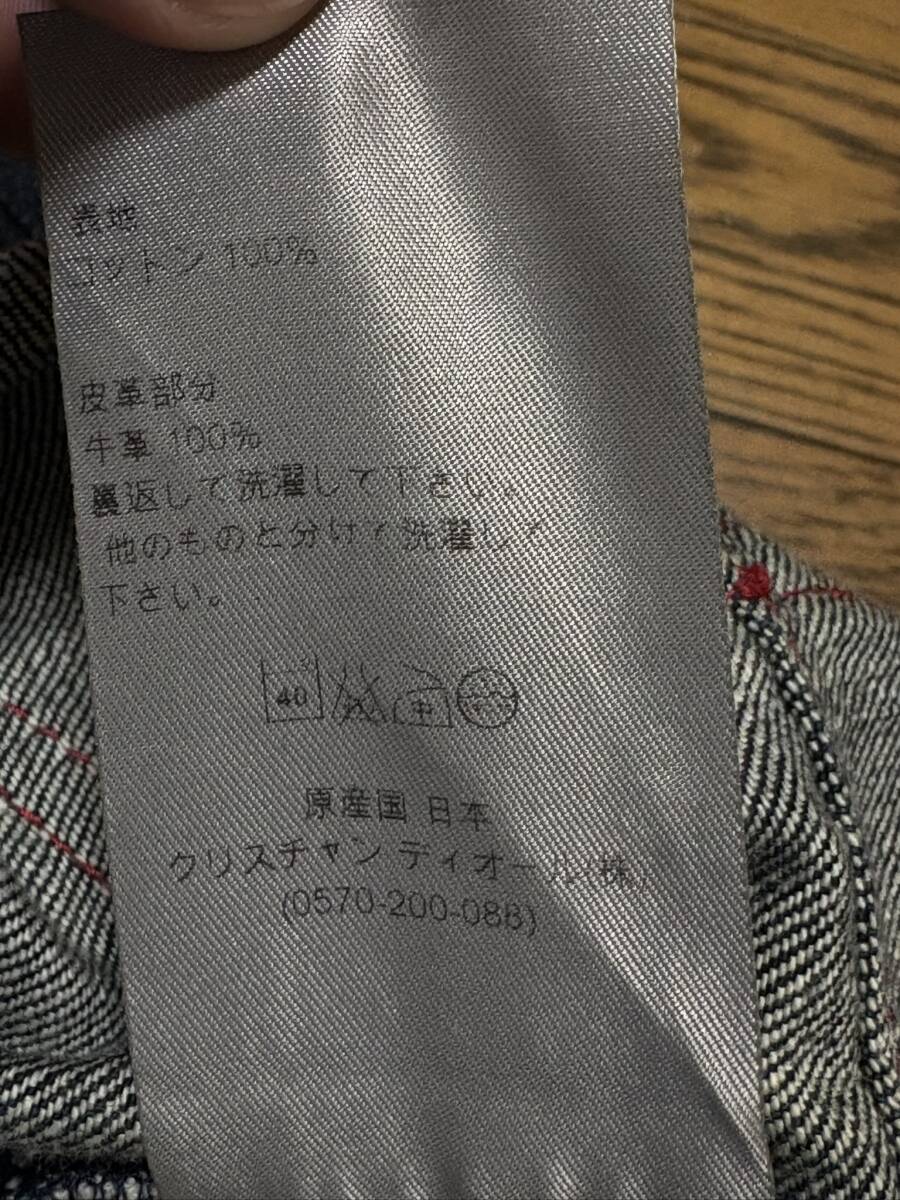 表地
コットン 100%
皮革部分
牛革 100%
裏返して洗濯して下さい。
他のものと分けて洗濯して
下さい。
40
中
原産国 日本
クリスチャン ディオール(株)
(0570-200-088)